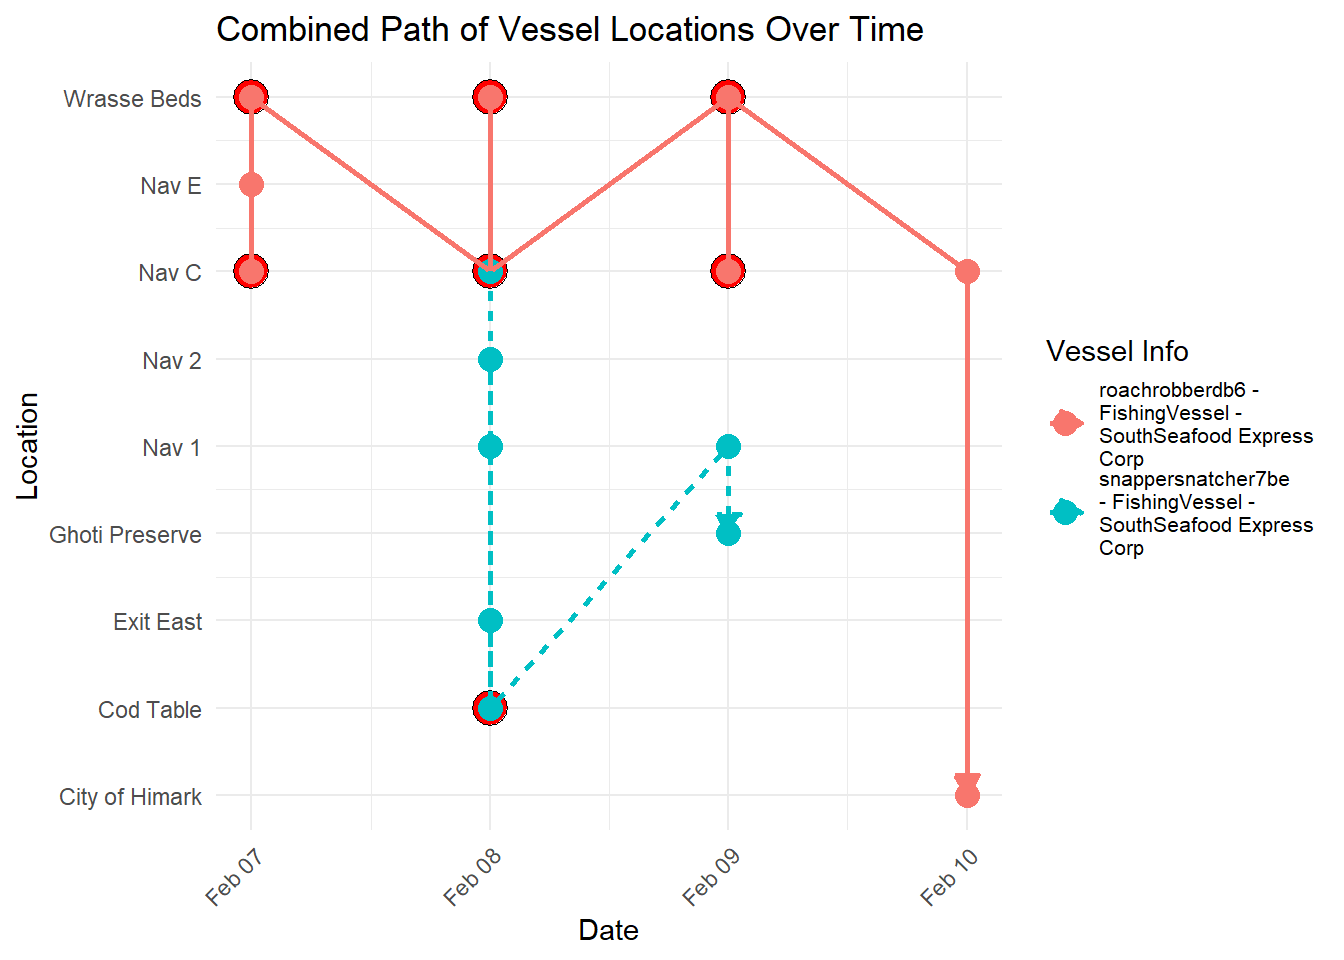 Combined Path of Vessel Locations Over Time
Location
Wrasse Beds
Nav E
Nav C
Nav 2
Nav 1
Ghoti Preserve
Exit East
Cod Table
City of Himark
Feb 07
Feb 08
Feb 09
Feb 10
Date
Vessel Info
roachrobberdb6 -
FishingVessel -
SouthSeafood Express
Corp
snappersnatcher7be
- FishingVessel -
SouthSeafood Express
Corp